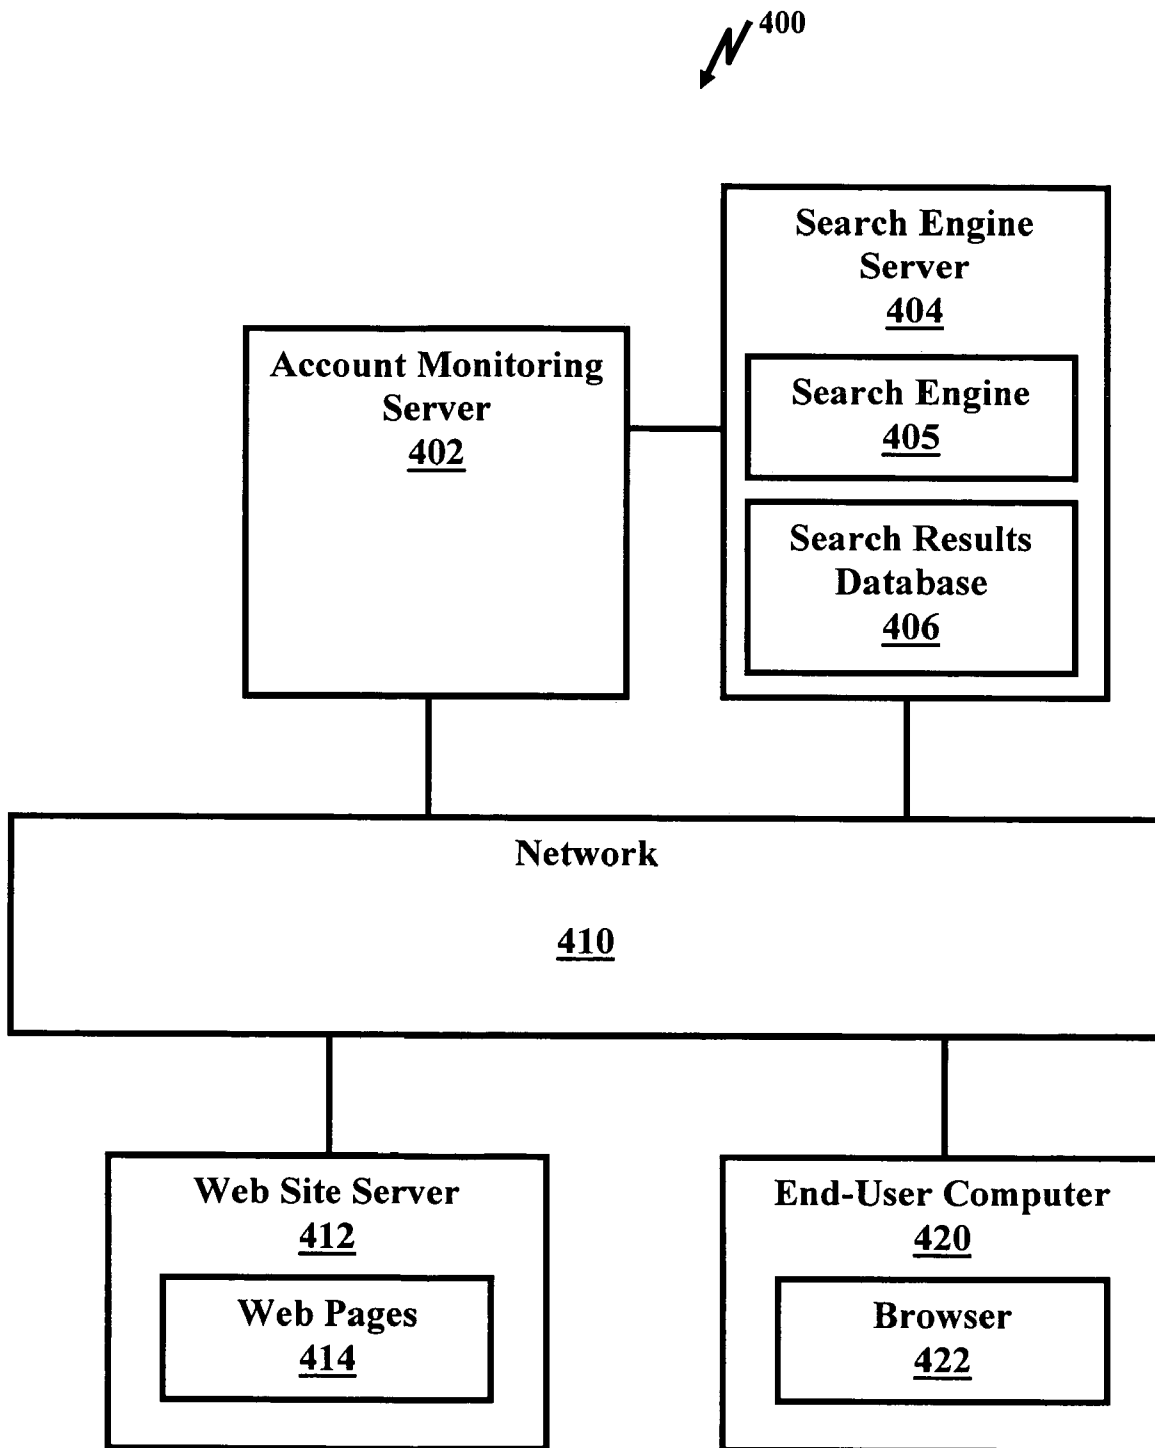 400
Search Engine
Server
404
Search Engine
405
Search Results
Database
406
Account Monitoring
Server
402
Network
410
Web Site Server
412
Web Pages
414
End-User Computer
420
Browser
422